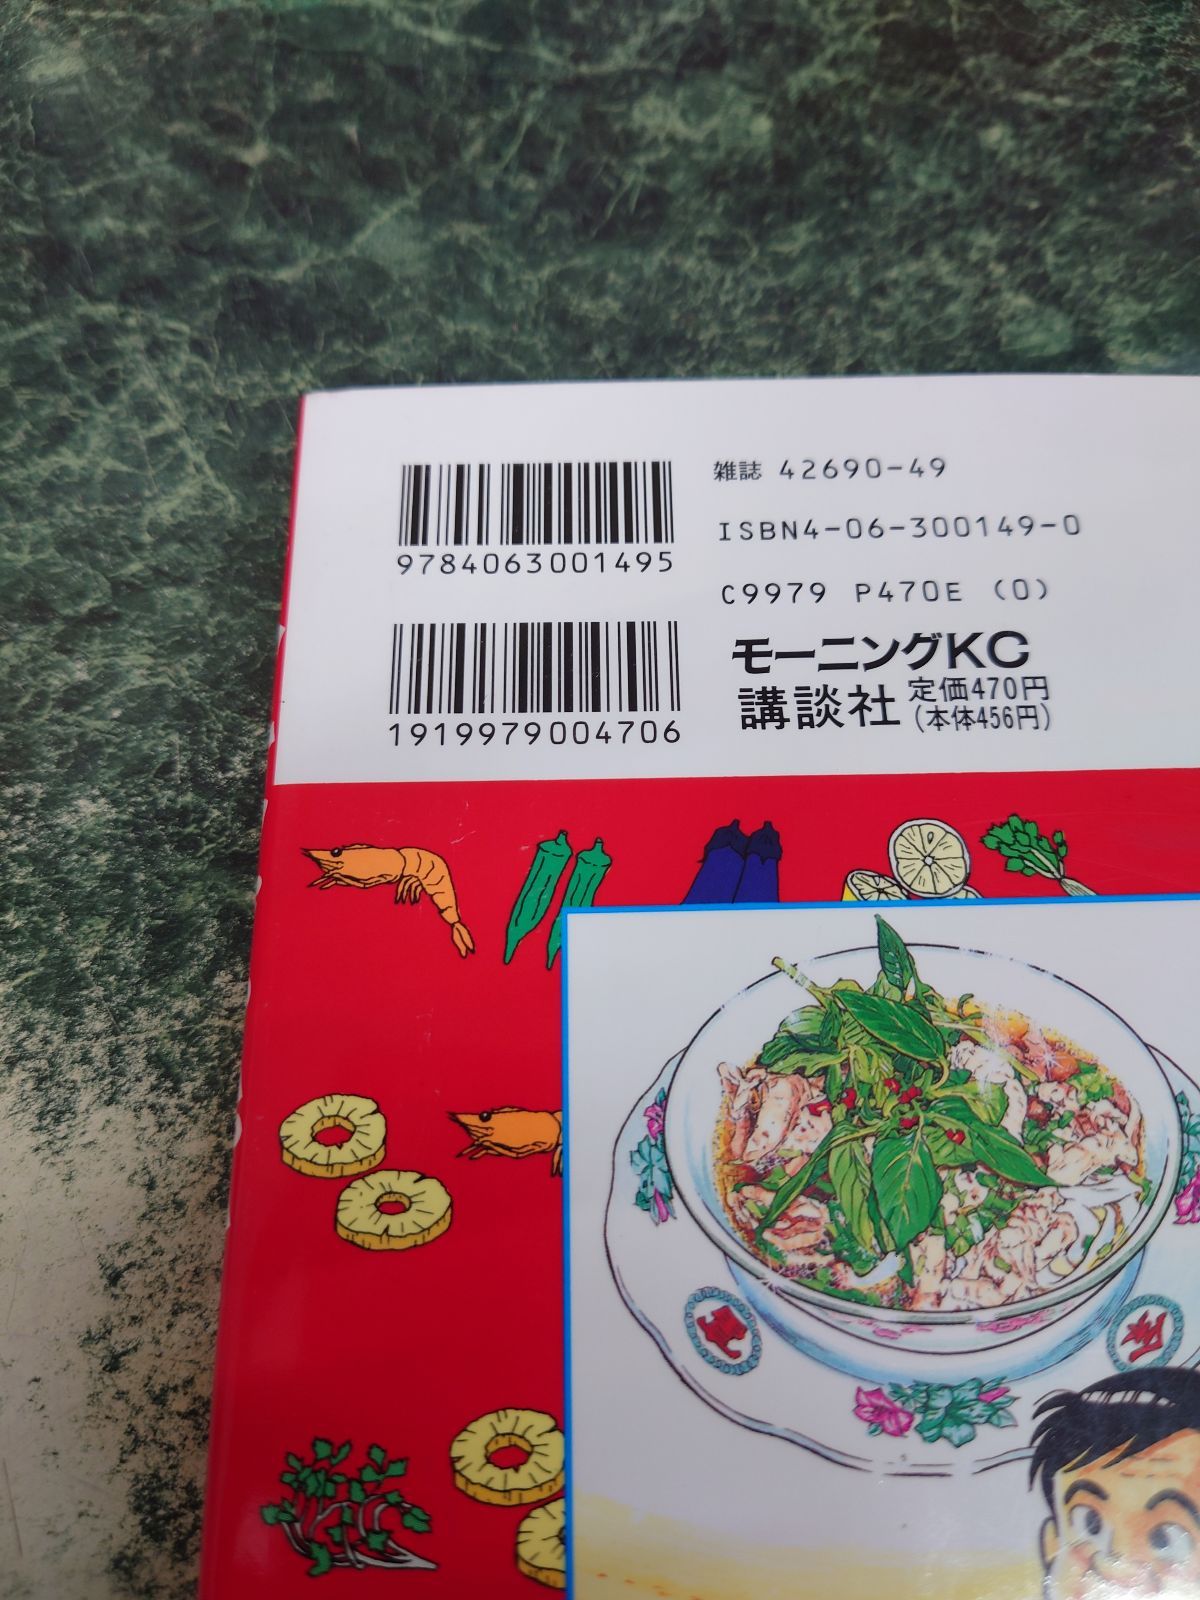 雑誌 42690-49
9784063001495
ISBN4-06-300149-0
C9979 P470E (0)
1919979004706
モーニングKC
講談社 定価470円
(本体456円)